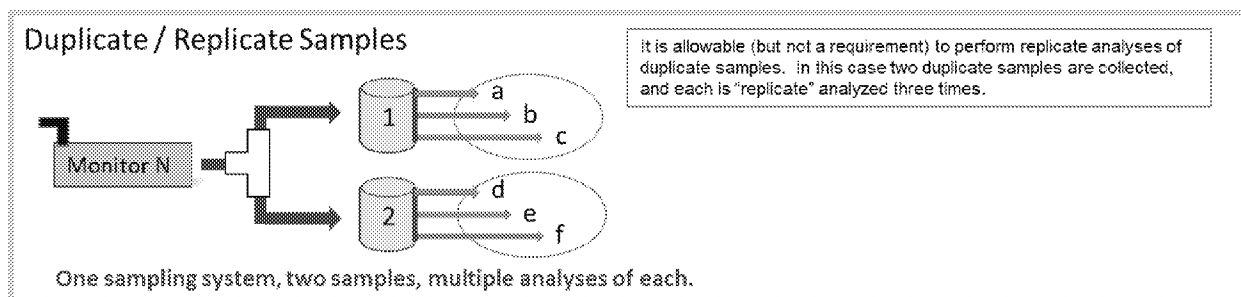 Duplicate / Replicate Samples
It is allowable (but not a requirement) to perform replicate analyses of
duplicate samples.  In this case two duplicate samples are collected,
and each is "replicate" analyzed three times.
Monitor N
1
a
b
c
2
d
e
f
One sampling system, two samples, multiple analyses of each.